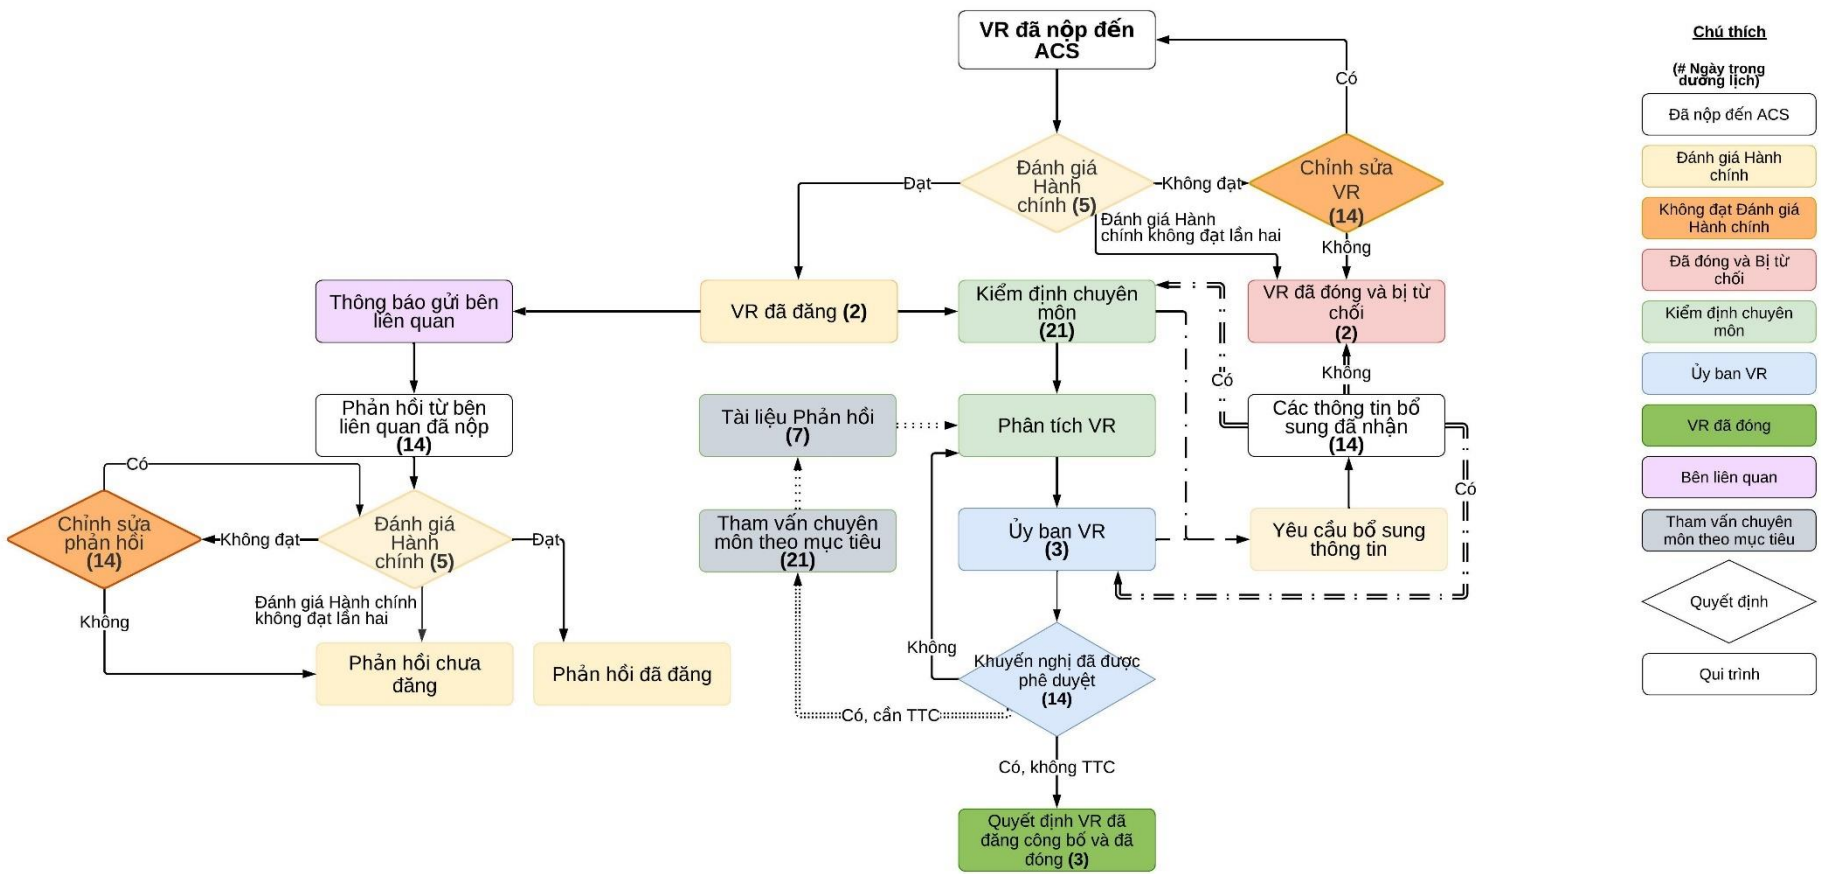 VR đã nộp đến
ACS
Có
Đánh giá
Hành
chính (5)
Đạt
Không đạt
Chỉnh sửa
VR
(14)
Đánh giá Hành
chính không đạt lần hai
Không
Thông báo gửi bên
liên quan
VR đã đăng (2)
Kiểm định chuyên
môn
(21)
VR đã đóng và bị từ
chối
(2)
Có
Không
Phản hồi từ bên
liên quan đã nộp
(14)
Tài liệu Phản hồi
(7)
Phân tích VR
Các thông tin bổ
sung đã nhận
(14)
Có
Có
Chỉnh sửa
phản hồi
(14)
Không đạt
Đánh giá
Hành
chính (5)
Đạt
Tham vấn chuyên
môn theo mục tiêu
(21)
Ủy ban VR
(3)
Yêu cầu bổ sung
thông tin
Đánh giá Hành chính
không đạt lần hai
Không
Phản hồi chưa
đăng
Phản hồi đã đăng
Không
Khuyến nghị đã được
phê duyệt
(14)
Có, cần TTC
Có, không TTC
Quyết định VR đã
đăng công bố và đã
đóng (3)
Chú thích
(# Ngày trong
dương lịch)
Đã nộp đến ACS
Đánh giá Hành
chính
Không đạt Đánh giá
Hành chính
Đã đóng và Bị từ
chối
Kiểm định chuyên
môn
Ủy ban VR
VR đã đóng
Bên liên quan
Tham vấn chuyên
môn theo mục tiêu
Quyết định
Qui trình